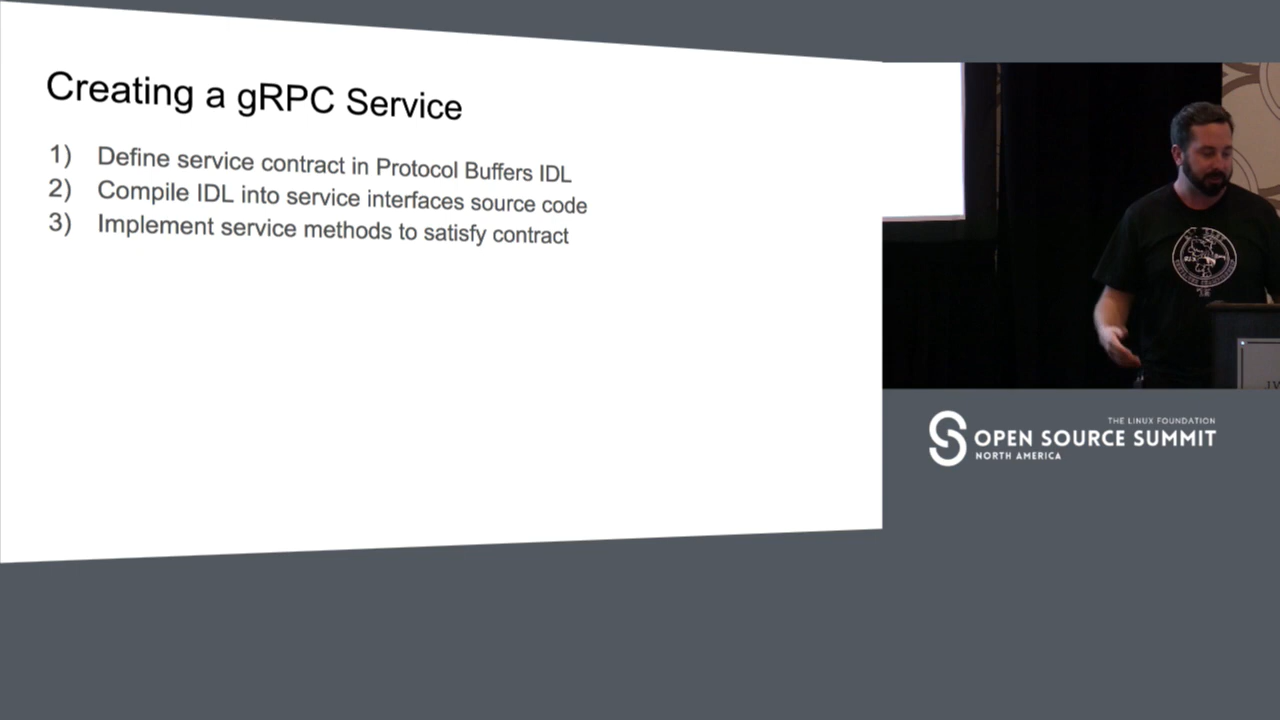 Creating a gRPC Service
1) Define service contract in Protocol Buffers IDL
2) Compile IDL into service interfaces source code
3) Implement service methods to satisfy contract
THE LINUX FOUNDATION
OPEN SOURCE SUMMIT
NORTH AMERICA